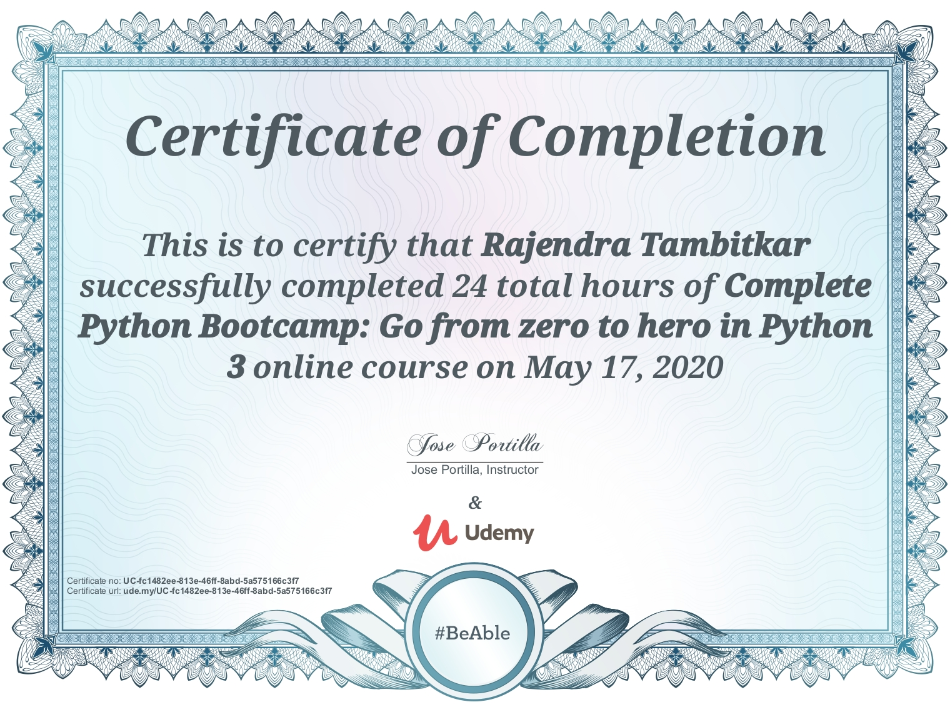 Certificate of Completion
This is to certify that Rajendra Tambitkar
successfully completed 24 total hours of Complete
Python Bootcamp: Go from zero to hero in Python
3 online course on May 17, 2020
Jose Portilla
Jose Portilla, Instructor
&
Udemy
Certificate no: UC-fc1482ee-813e-46ff-8abd-5a575166c3f7
Certificate url: ude.my/UC-fc1482ee-813e-46ff-8abd-5a575166c3f7
#BeAble